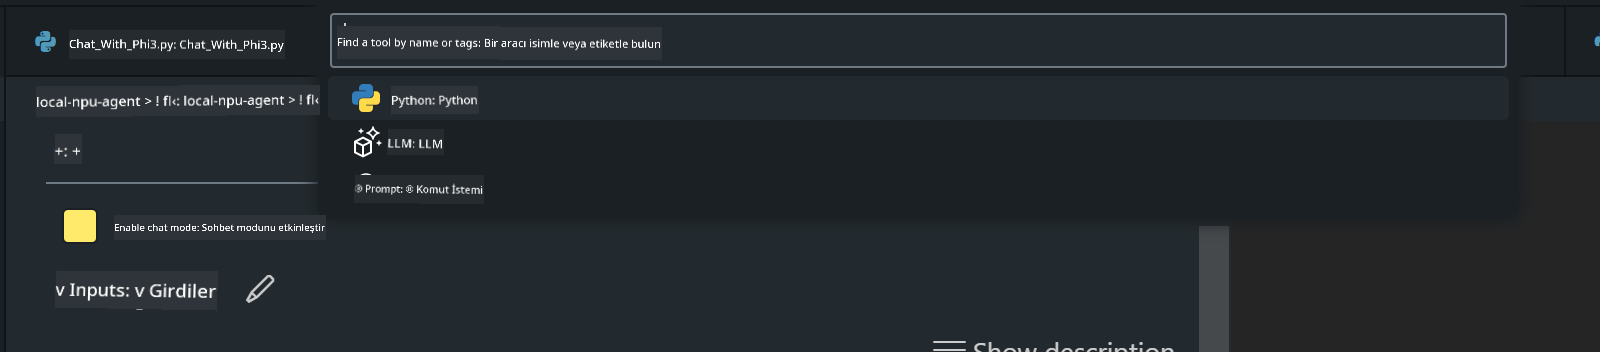 Chat_With_Phi3.py: Chat_With_Phi3.py
Find a tool by name or tags: Bir aracı isimle veya etiketle bulun
local-npu-agent > ! fl‹: local-npu-agent > ! fl‹
Python: Python
+: +
LLM: LLM
® Prompt: ® Komut İstemi
Enable chat mode: Sohbet modunu etkinleştir
v Inputs: v Girdiler
Show description